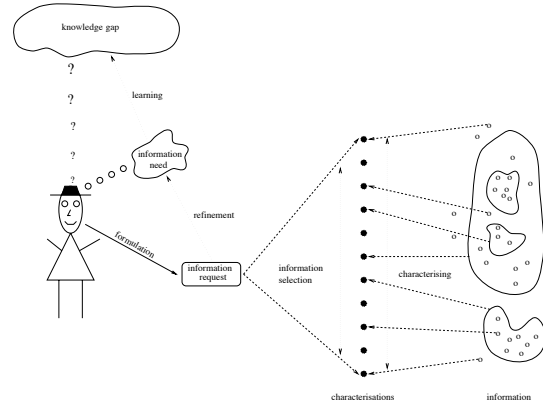 knowledge gap
?
?
learning
?
?
information
need
?
refinement
formulation
information
request
information
selection
characterising
characterisations
information